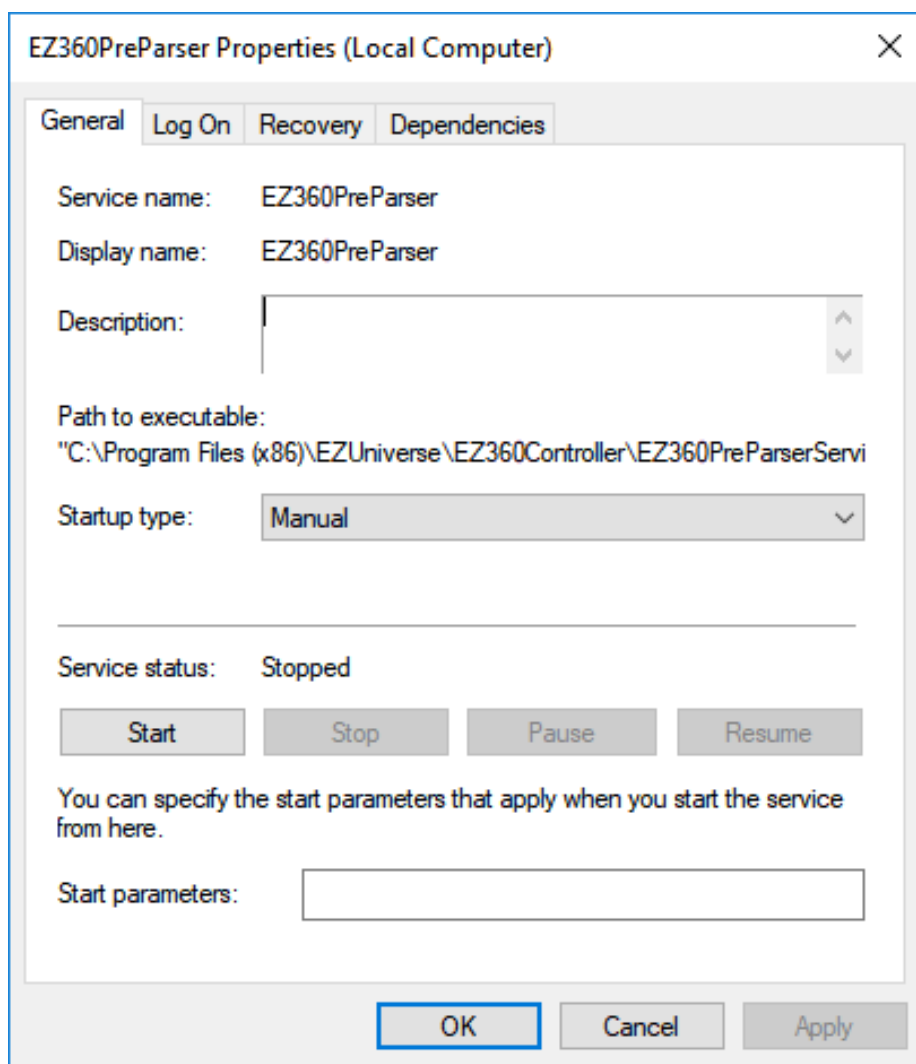 EZ360PreParser Properties (Local Computer)
General Log On Recovery Dependencies
Service name: EZ360PreParser
Display name: EZ360PreParser
Description:
Path to executable:
"C:\Program Files (x86)\EZUniverse\EZ360Controller\EZ360PreParserServi
Startup type: Manual
Service status: Stopped
Start Stop Pause Resume
You can specify the start parameters that apply when you start the service
from here.
Start parameters:
OK Cancel Apply